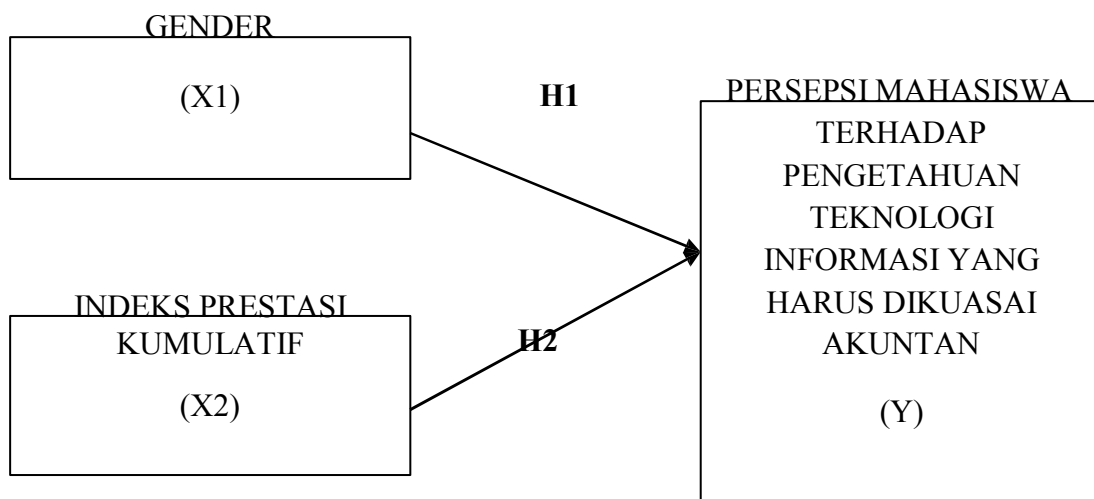 GENDER
(X1)
H1
PERSEPSI MAHASISWA
TERHADAP
PENGETAHUAN
TEKNOLOGI
INFORMASI YANG
HARUS DIKUASAI
AKUNTAN
(Y)
INDEKS PRESTASI
KUMULATIF
(X2)
H2